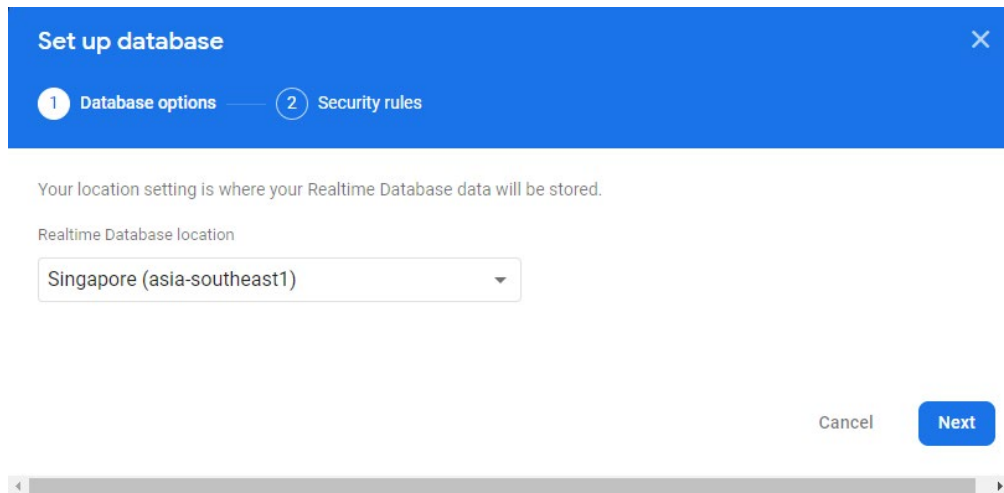 Set up database
1 Database options 2 Security rules
Your location setting is where your Realtime Database data will be stored.
Realtime Database location
Singapore (asia-southeast1)
Cancel Next